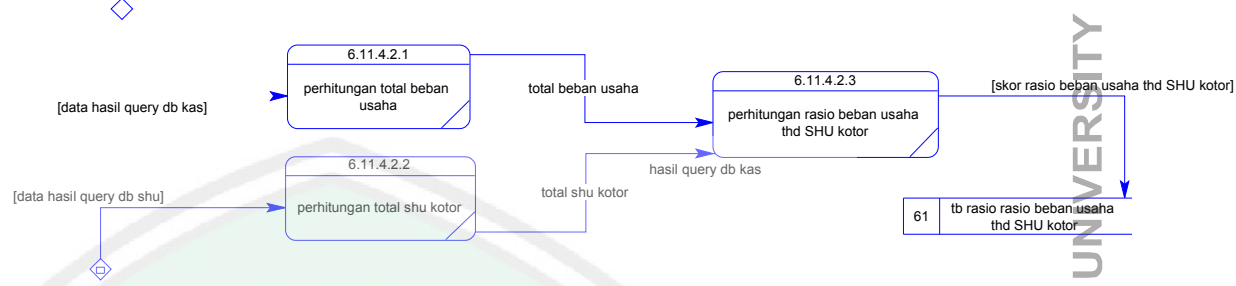 6.11.4.2.1
perhitungan total beban
usaha
[data hasil query db kas]
total beban usaha
6.11.4.2.3
perhitungan rasio beban usaha
thd SHU kotor
[skor rasio beban usaha thd SHU kotor]
6.11.4.2.2
perhitungan total shu kotor
[data hasil query db shu]
total shu kotor
hasil query db kas
61
tb rasio rasio beban usaha
thd SHU kotor
UNIVERSITY